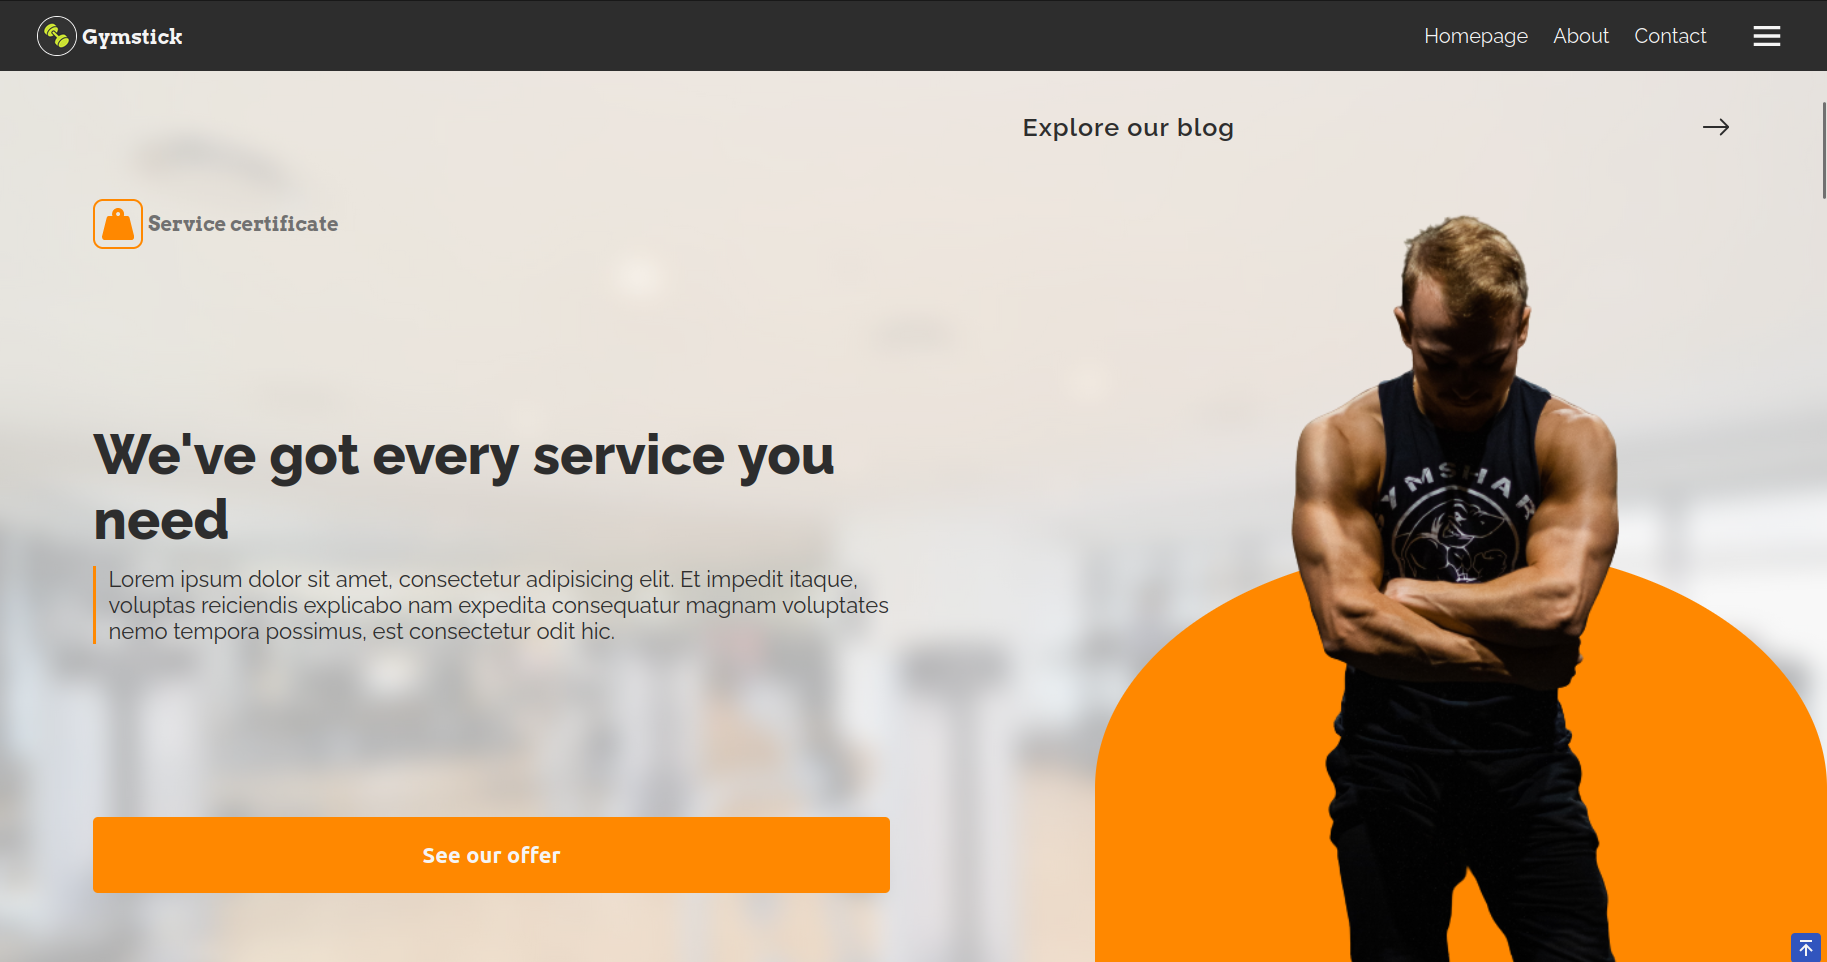 Gymstick
Homepage About Contact
Explore our blog
Service certificate
We've got every service you
need
Lorem ipsum dolor sit amet, consectetur adipisicing elit. Et impedit itaque,
voluptas reiciendis explicabo nam expedita consequatur magnam voluptates
nemo tempora possimus, est consectetur odit hic.
See our offer